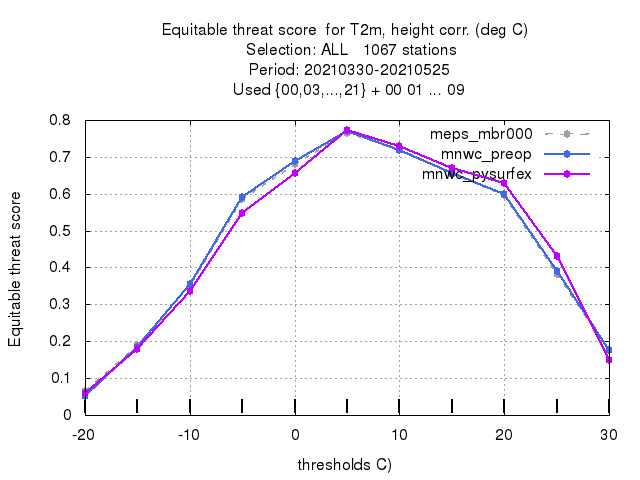 Equitable threat score  for T2m, height corr. (deg C)
Selection: ALL   1067 stations
Period: 20210330-20210525
Used {00,03,...,21} + 00 01 ... 09
Equitable threat score
0.8
0.7
0.6
0.5
0.4
0.3
0.2
0.1
0
meps_mbr000
mnwc_preop
mnwc_pysurfex
-20 -10 0 10 20 30
thresholds C)